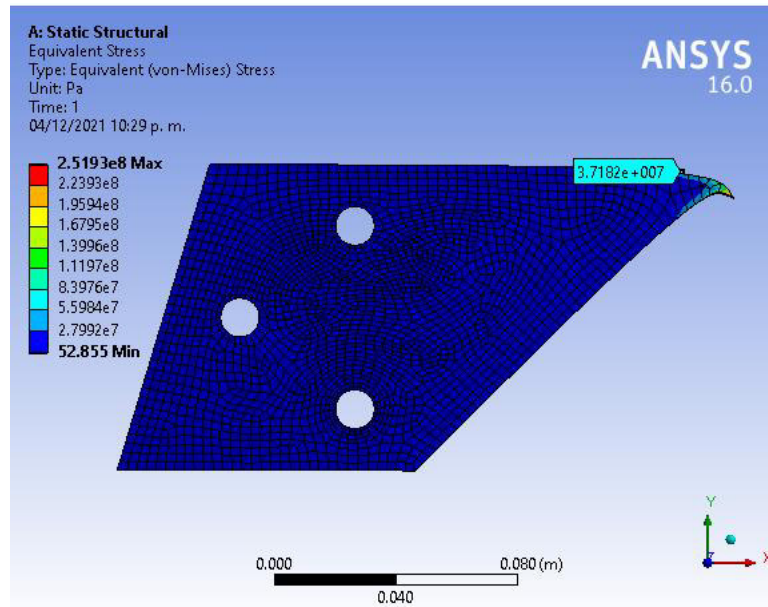 A: Static Structural
Equivalent Stress
Type: Equivalent (von-Mises) Stress
Unit: Pa
Time: 1
04/12/2021 10:29 p. m.
ANSYS
16.0
2.5193e8 Max
2.2393e8
1.9594e8
1.6795e8
1.3996e8
1.1197e8
8.3976e7
5.5984e7
2.7992e7
52.855 Min
3.7182e+007
Y
Z
X
0.000
0.080 (m)
0.040